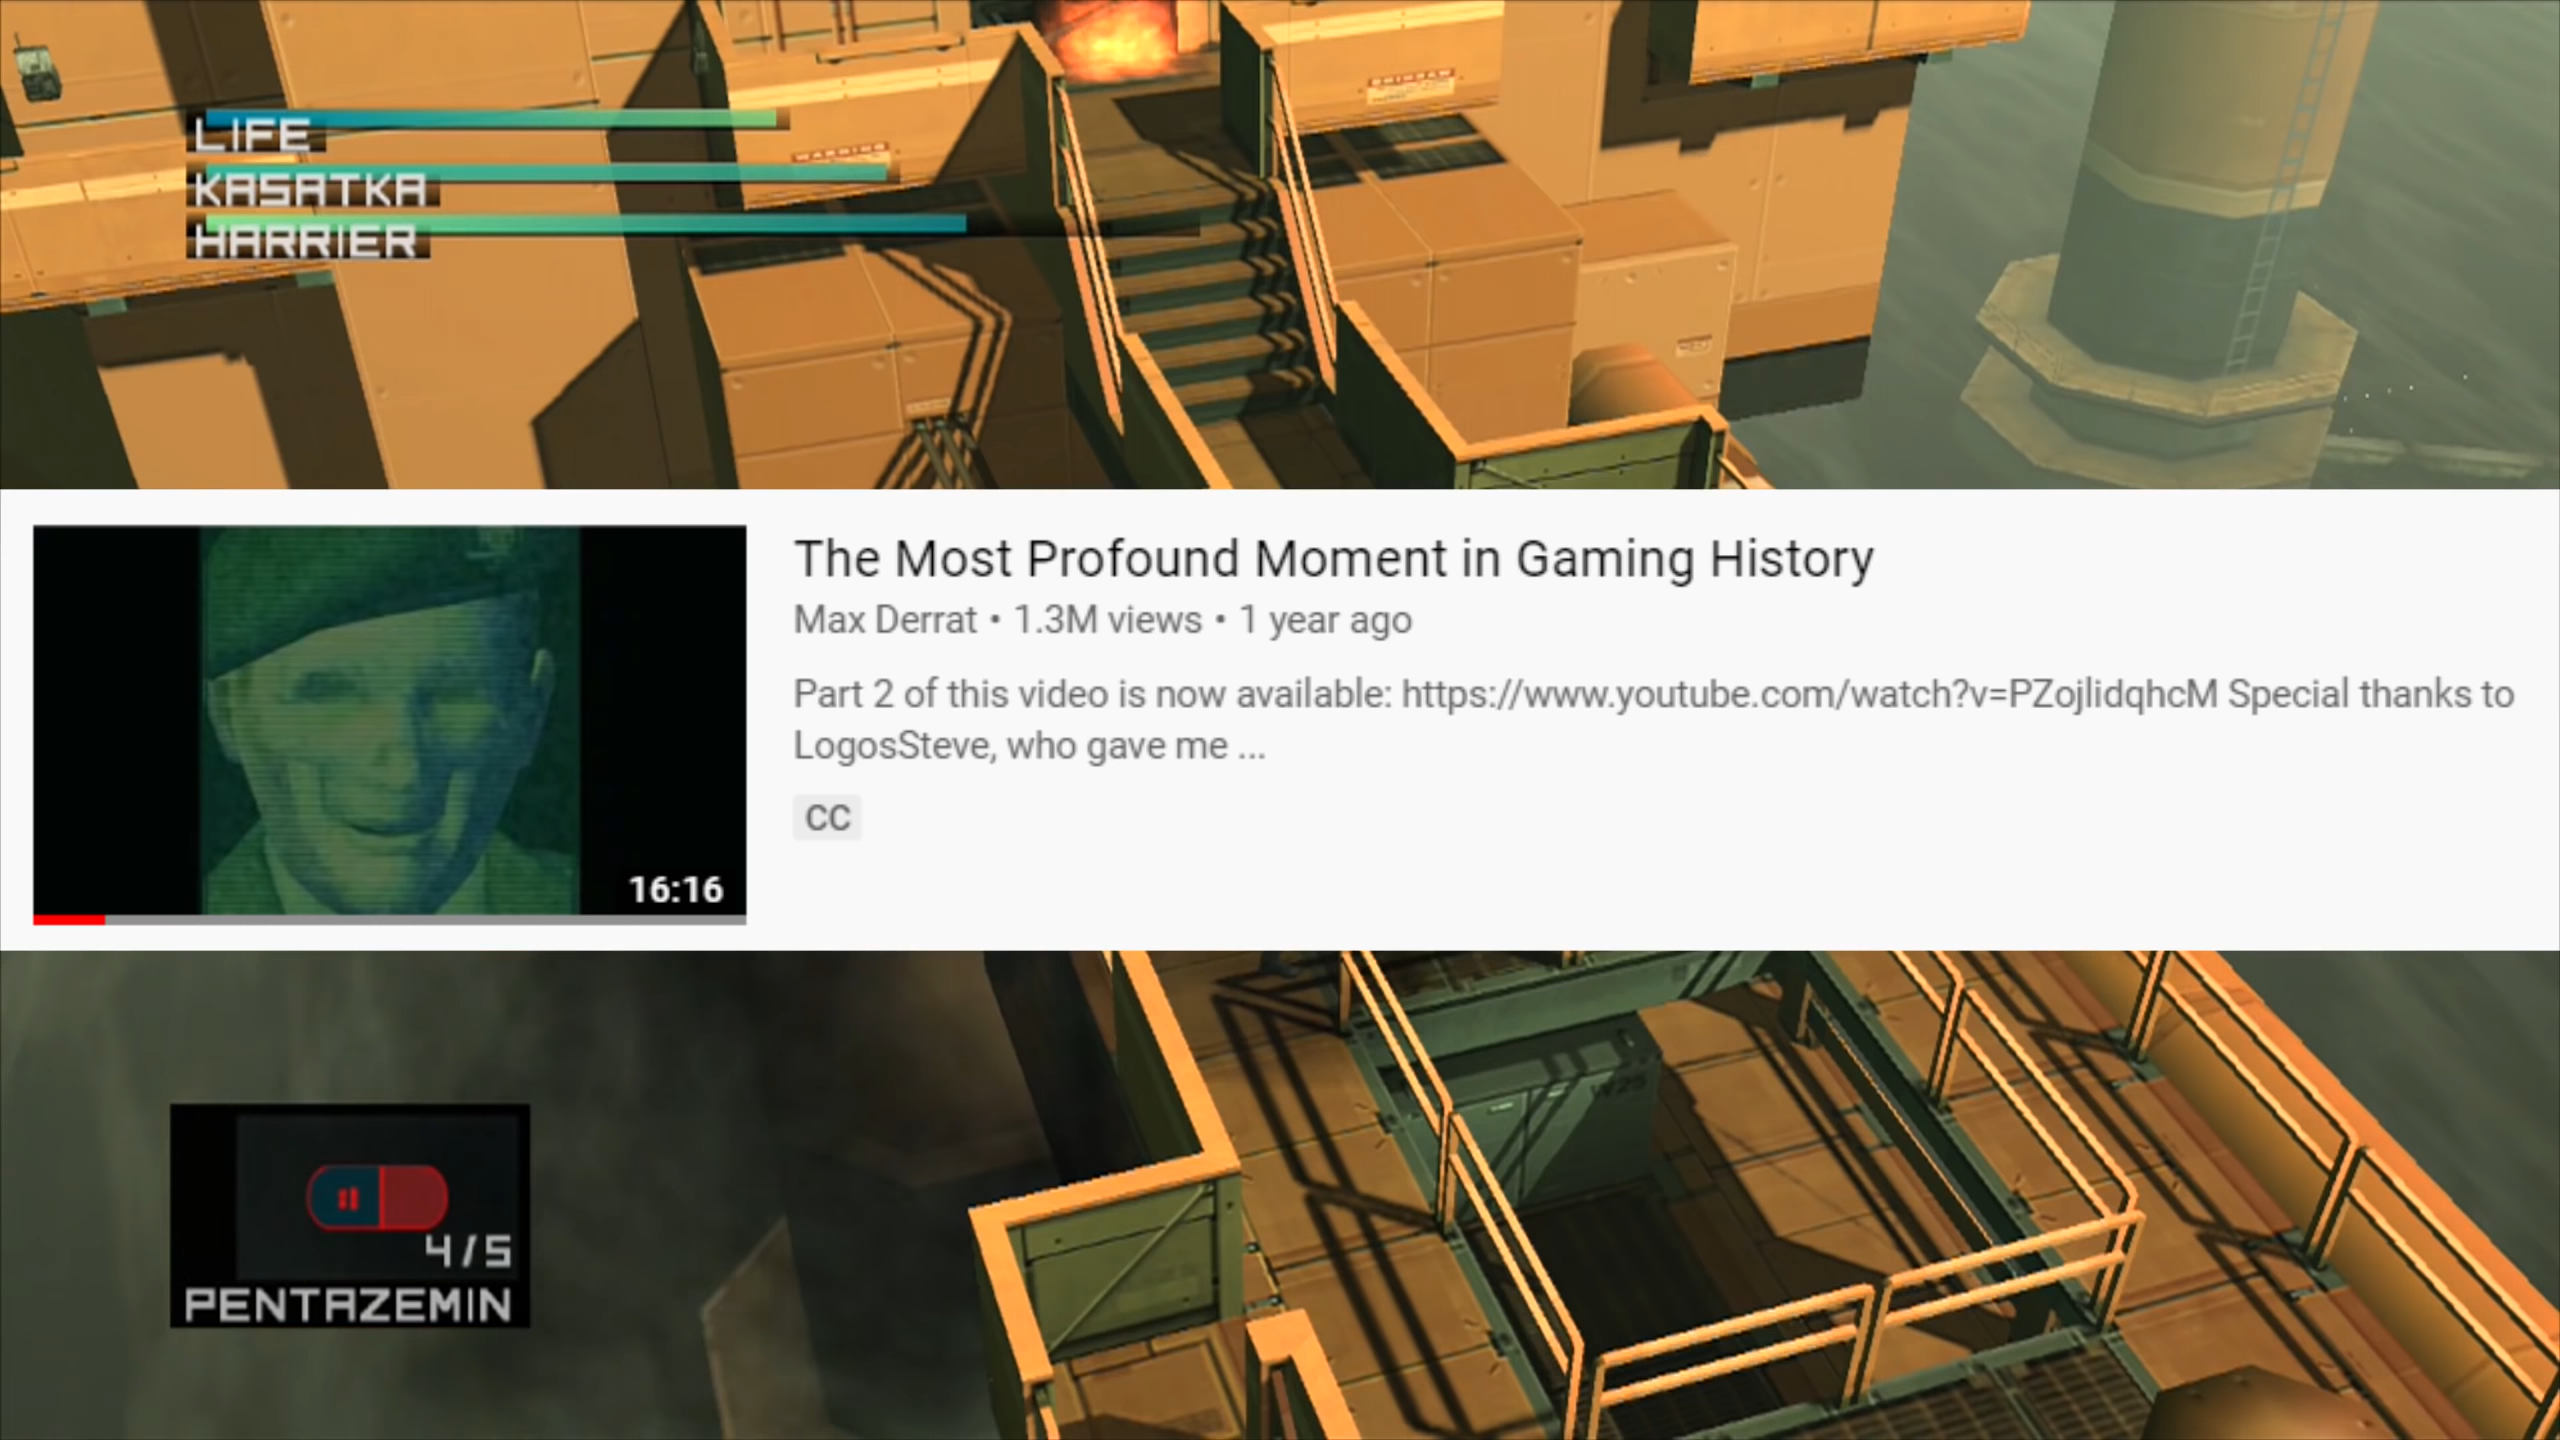 LIFE
KASATKA
HARRIER
WARNING
The Most Profound Moment in Gaming History
Max Derrat • 1.3M views • 1 year ago
Part 2 of this video is now available: https://www.youtube.com/watch?v=PZojlidqhcM Special thanks to
LogosSteve, who gave me ...
CC
16:16
4/5
PENTAZEMIN